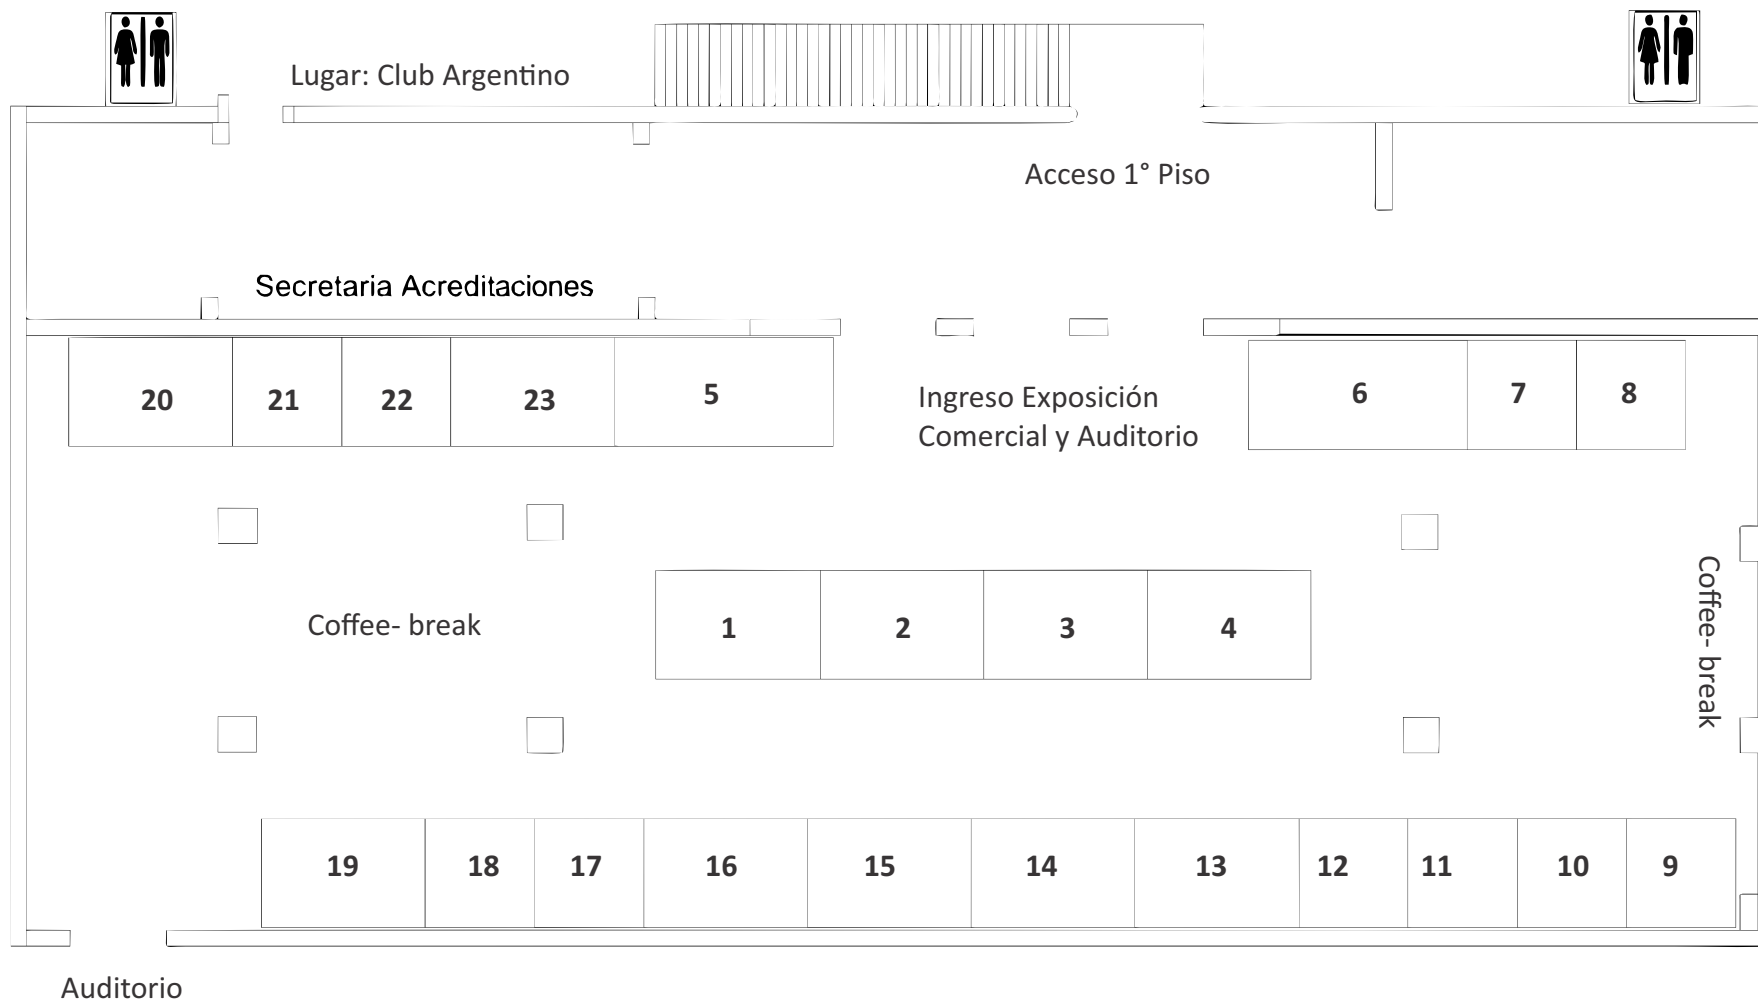 Lugar: Club Argentino
Acceso 1° Piso
Secretaria Acreditaciones
20 21 22 23 5
Ingreso Exposición
Comercial y Auditorio
6 7 8
Coffee- break
1 2 3 4
Coffee- break
19 18 17 16 15 14 13 12 11 10 9
Auditorio